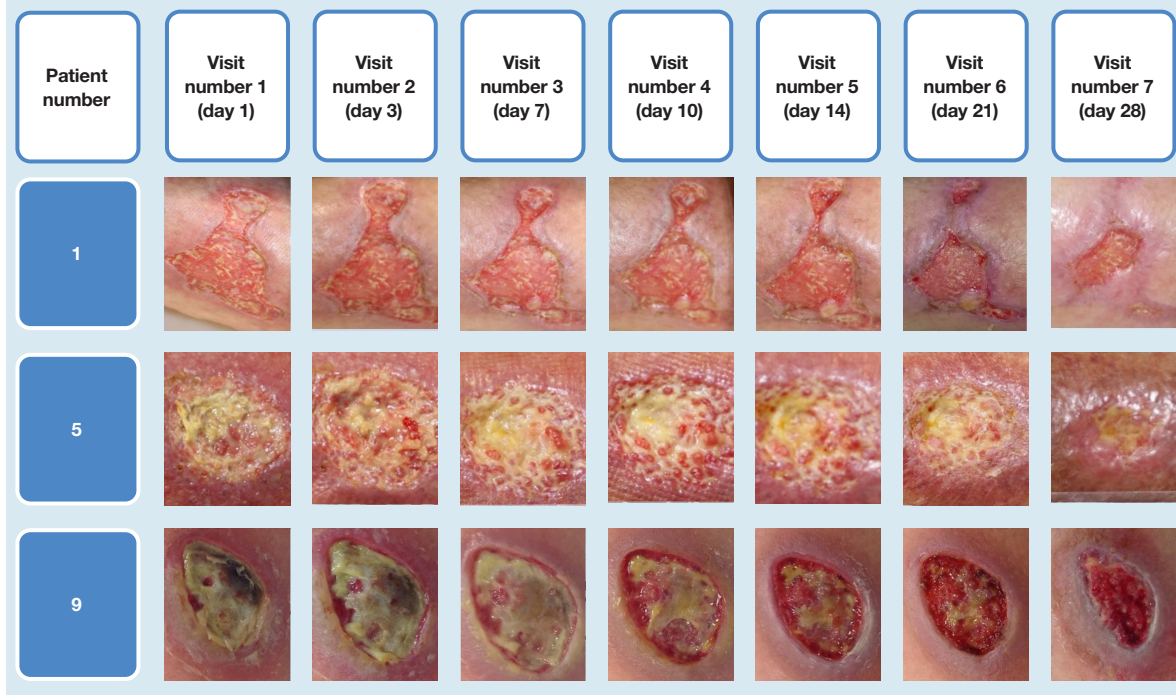 Patient
number
Visit
number 1
(day 1)
Visit
number 2
(day 3)
Visit
number 3
(day 7)
Visit
number 4
(day 10)
Visit
number 5
(day 14)
Visit
number 6
(day 21)
Visit
number 7
(day 28)
1
5
9